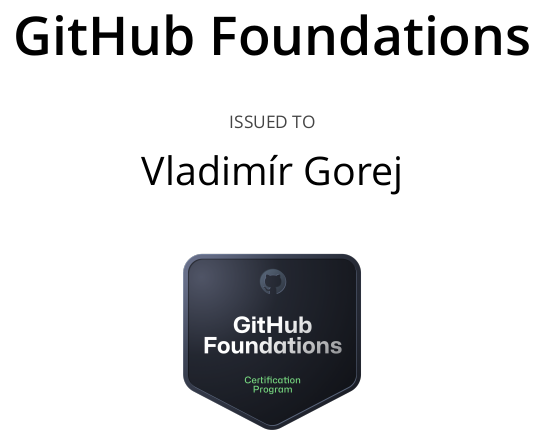 GitHub Foundations
ISSUED TO
Vladimír Gorej
GitHub
Foundations
Certification
Program